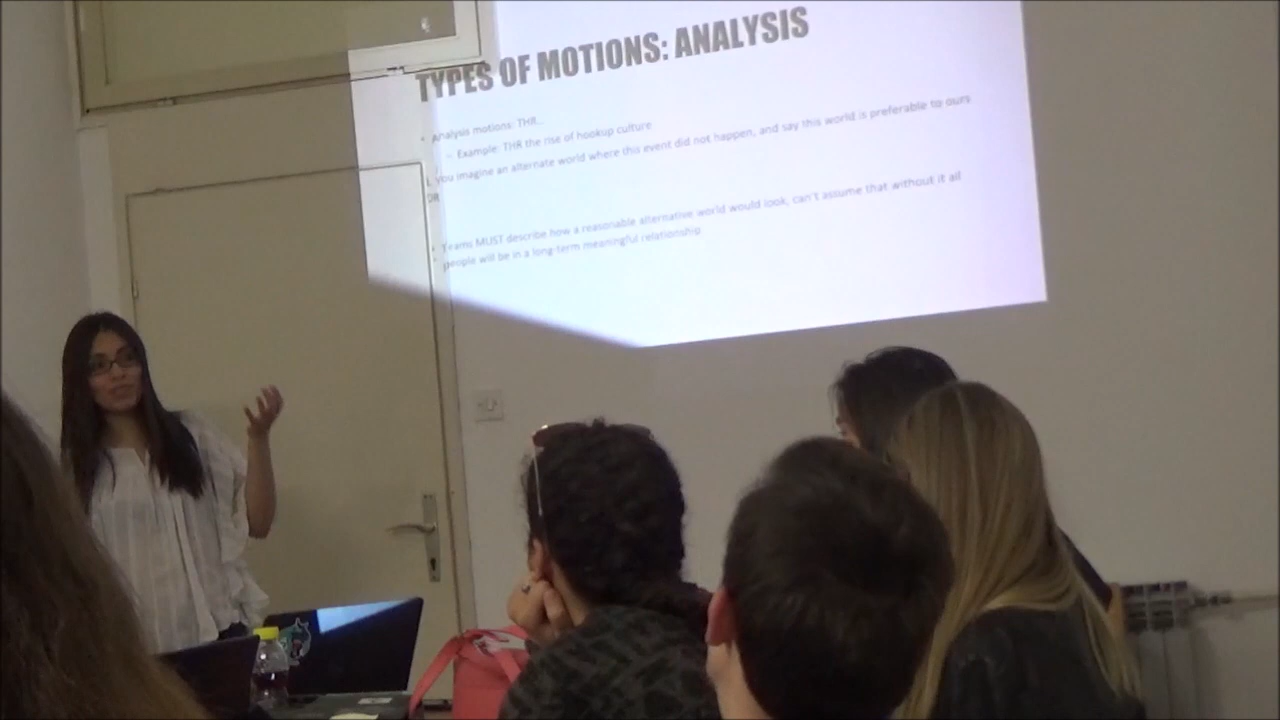 TYPES OF MOTIONS: ANALYSIS
• Analysis motions: THR...
– Example: THR the rise of hookup culture
you imagine an alternate world where this event did not happen, and say this world is preferable to ours
OR
• Teams MUST describe how a reasonable alternative world would look, can't assume that without it all
people will be in a long-term meaningful relationship